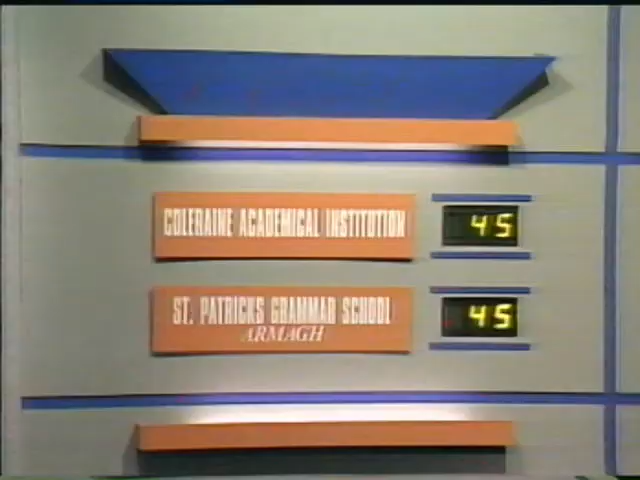 COLERAINE ACADEMICAL INSTITUTION 45
ST. PATRICKS GRAMMAR SCHOOL
ARMAGH 45